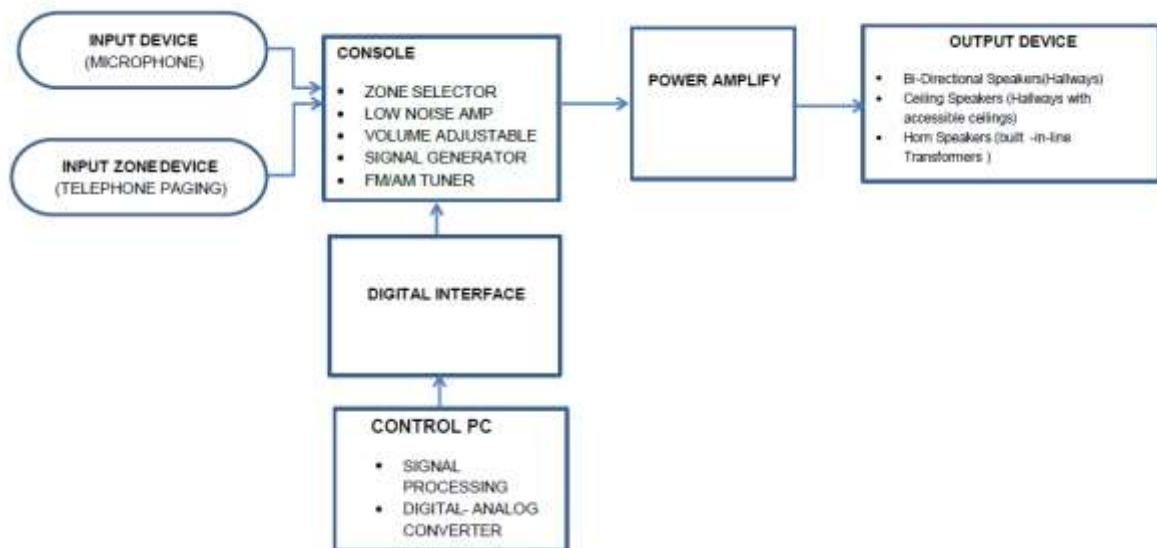 INPUT DEVICE
(MICROPHONE)
INPUT ZONE DEVICE
(TELEPHONE PAGING)
CONSOLE
• ZONE SELECTOR
• LOW NOISE AMP
• VOLUME ADJUSTABLE
• SIGNAL GENERATOR
• FM/AM TUNER
POWER AMPLIFY
OUTPUT DEVICE
• Bi-Directional Speakers(Hallways)
• Ceiling Speakers (Hallways with
accessible ceilings)
• Horn Speakers (built -in-line
Transformers )
DIGITAL INTERFACE
CONTROL PC
• SIGNAL
PROCESSING
• DIGITAL- ANALOG
CONVERTER